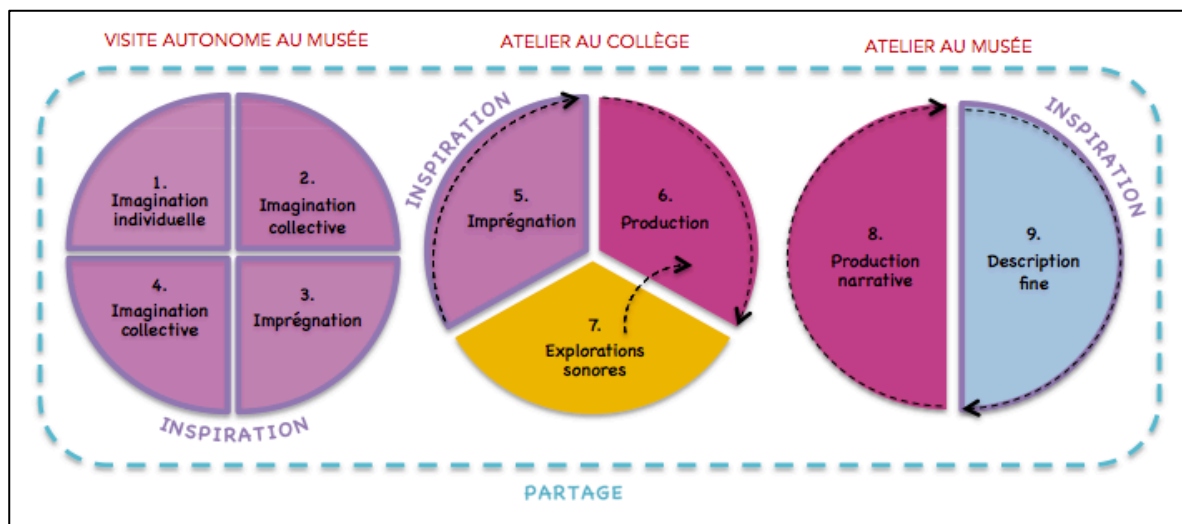 VISITE AUTONOME AU MUSÉE
1.
Imagination
individuelle
2.
Imagination
collective
4.
Imagination
collective
3.
Imprégnation
INSPIRATION
ATELIER AU COLLÈGE
INSPIRATION
5.
Imprégnation
6.
Production
7.
Explorations
sonores
ATELIER AU MUSÉE
INSPIRATION
8.
Production
narrative
9.
Description
fine
PARTAGE